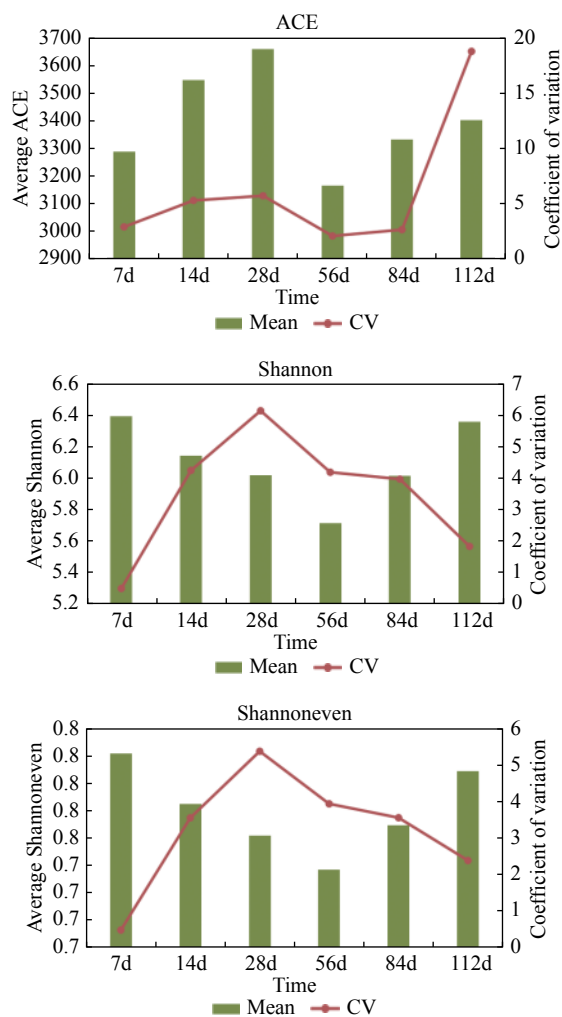 ACE
3700
3600
3500
3400
3300
3200
3100
3000
2900
Average ACE
20
15
10
5
0
Coefficient of variation
7d 14d 28d 56d 84d 112d
Time
Mean CV
Shannon
6.6
6.4
6.2
6.0
5.8
5.6
5.4
5.2
Average Shannon
7
6
5
4
3
2
1
0
Coefficient of variation
7d 14d 28d 56d 84d 112d
Time
Mean CV
Shannoneven
0.8
0.8
0.8
0.8
0.8
0.7
0.7
0.7
0.7
Average Shannoneven
6
5
4
3
2
1
0
Coefficient of variation
7d 14d 28d 56d 84d 112d
Time
Mean CV